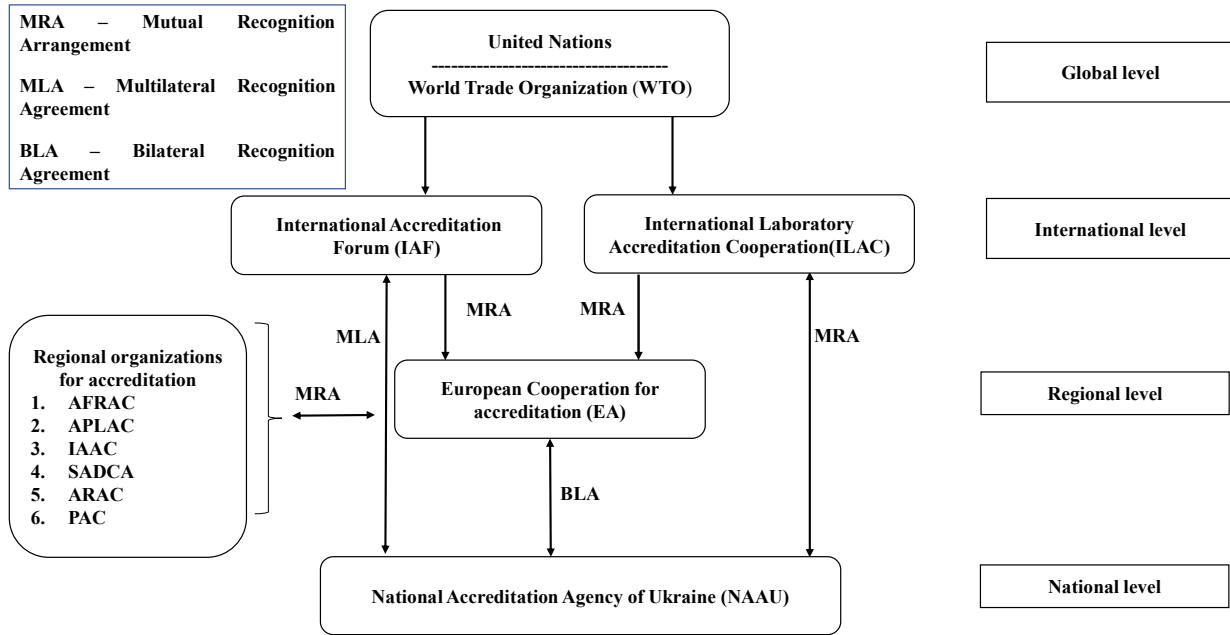 MRA – Mutual Recognition
Arrangement
MLA – Multilateral Recognition
Agreement
BLA – Bilateral Recognition
Agreement
United Nations
------------------------------------
World Trade Organization (WTO)
Global level
International Accreditation
Forum (IAF)
International Laboratory
Accreditation Cooperation(ILAC)
International level
MRA
MRA
MLA
MRA
Regional organizations
for accreditation
1. AFRAC
2. APLAC
3. IAAC
4. SADCA
5. ARAC
6. PAC
MRA
European Cooperation for
accreditation (EA)
Regional level
BLA
National Accreditation Agency of Ukraine (NAAU)
National level